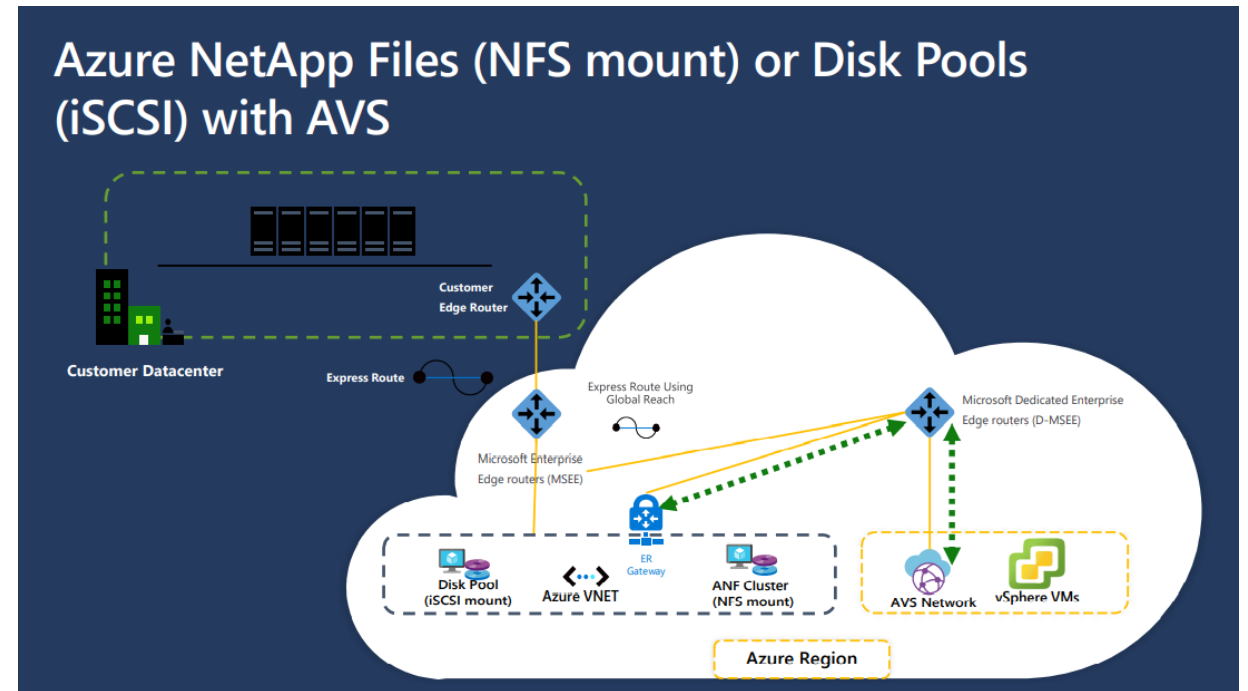 Azure NetApp Files (NFS mount) or Disk Pools
(iSCSI) with AVS
Customer
Edge Router
Customer Datacenter
Express Route
Express Route Using
Global Reach
Microsoft Dedicated Enterprise
Edge routers (D-MSEE)
Microsoft Enterprise
Edge routers (MSEE)
ER
Gateway
Disk Pool
(iSCSI mount)
Azure VNET
ANF Cluster
(NFS mount)
AVS Network
vSphere VMs
Azure Region